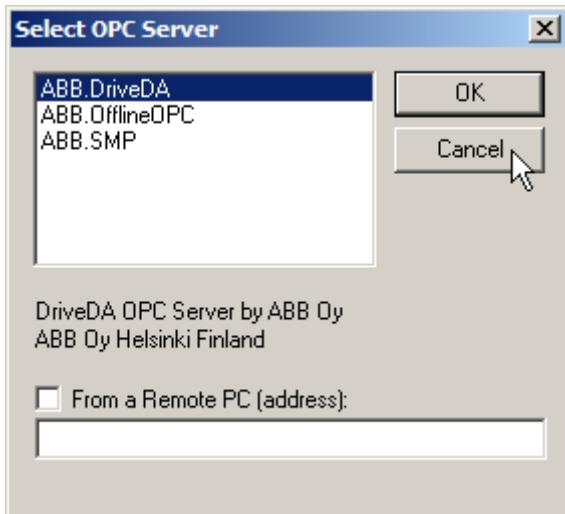 Select OPC Server
ABB.DriveDA
ABB.OfflineOPC
ABB.SMP
OK
Cancel
DriveDA OPC Server by ABB Oy
ABB Oy Helsinki Finland
From a Remote PC (address):